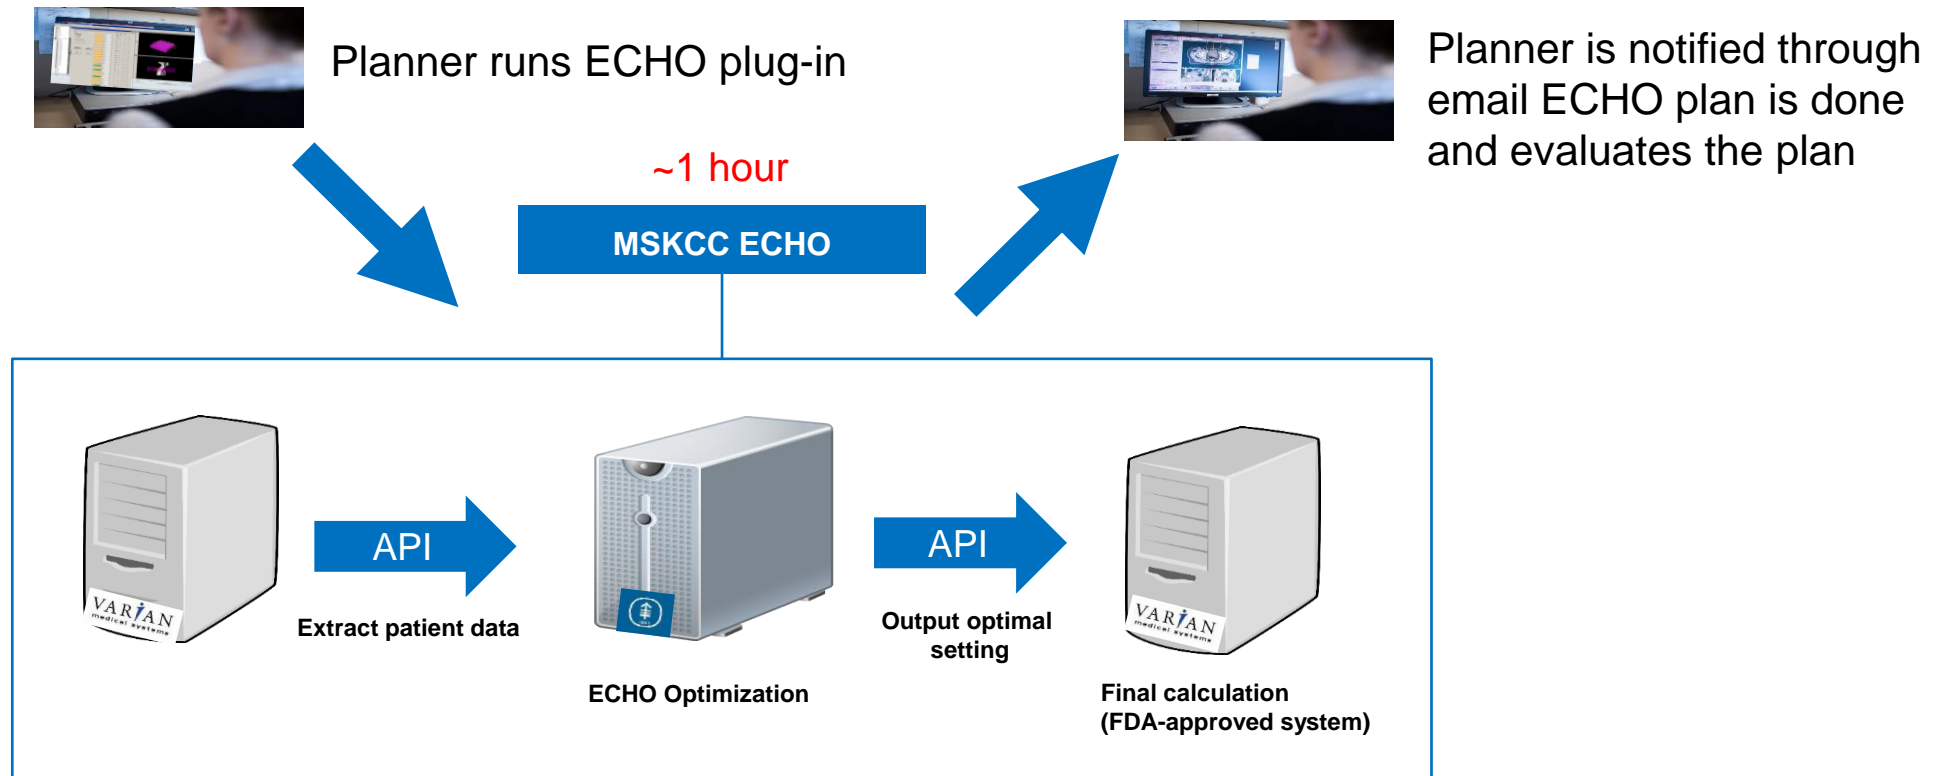 Planner runs ECHO plug-in
Planner is notified through
email ECHO plan is done
and evaluates the plan
~1 hour
MSKCC ECHO
API
API
Extract patient data
Output optimal
setting
VARIAN
medical systems
VARIAN
medical systems
ECHO Optimization
Final calculation
(FDA-approved system)